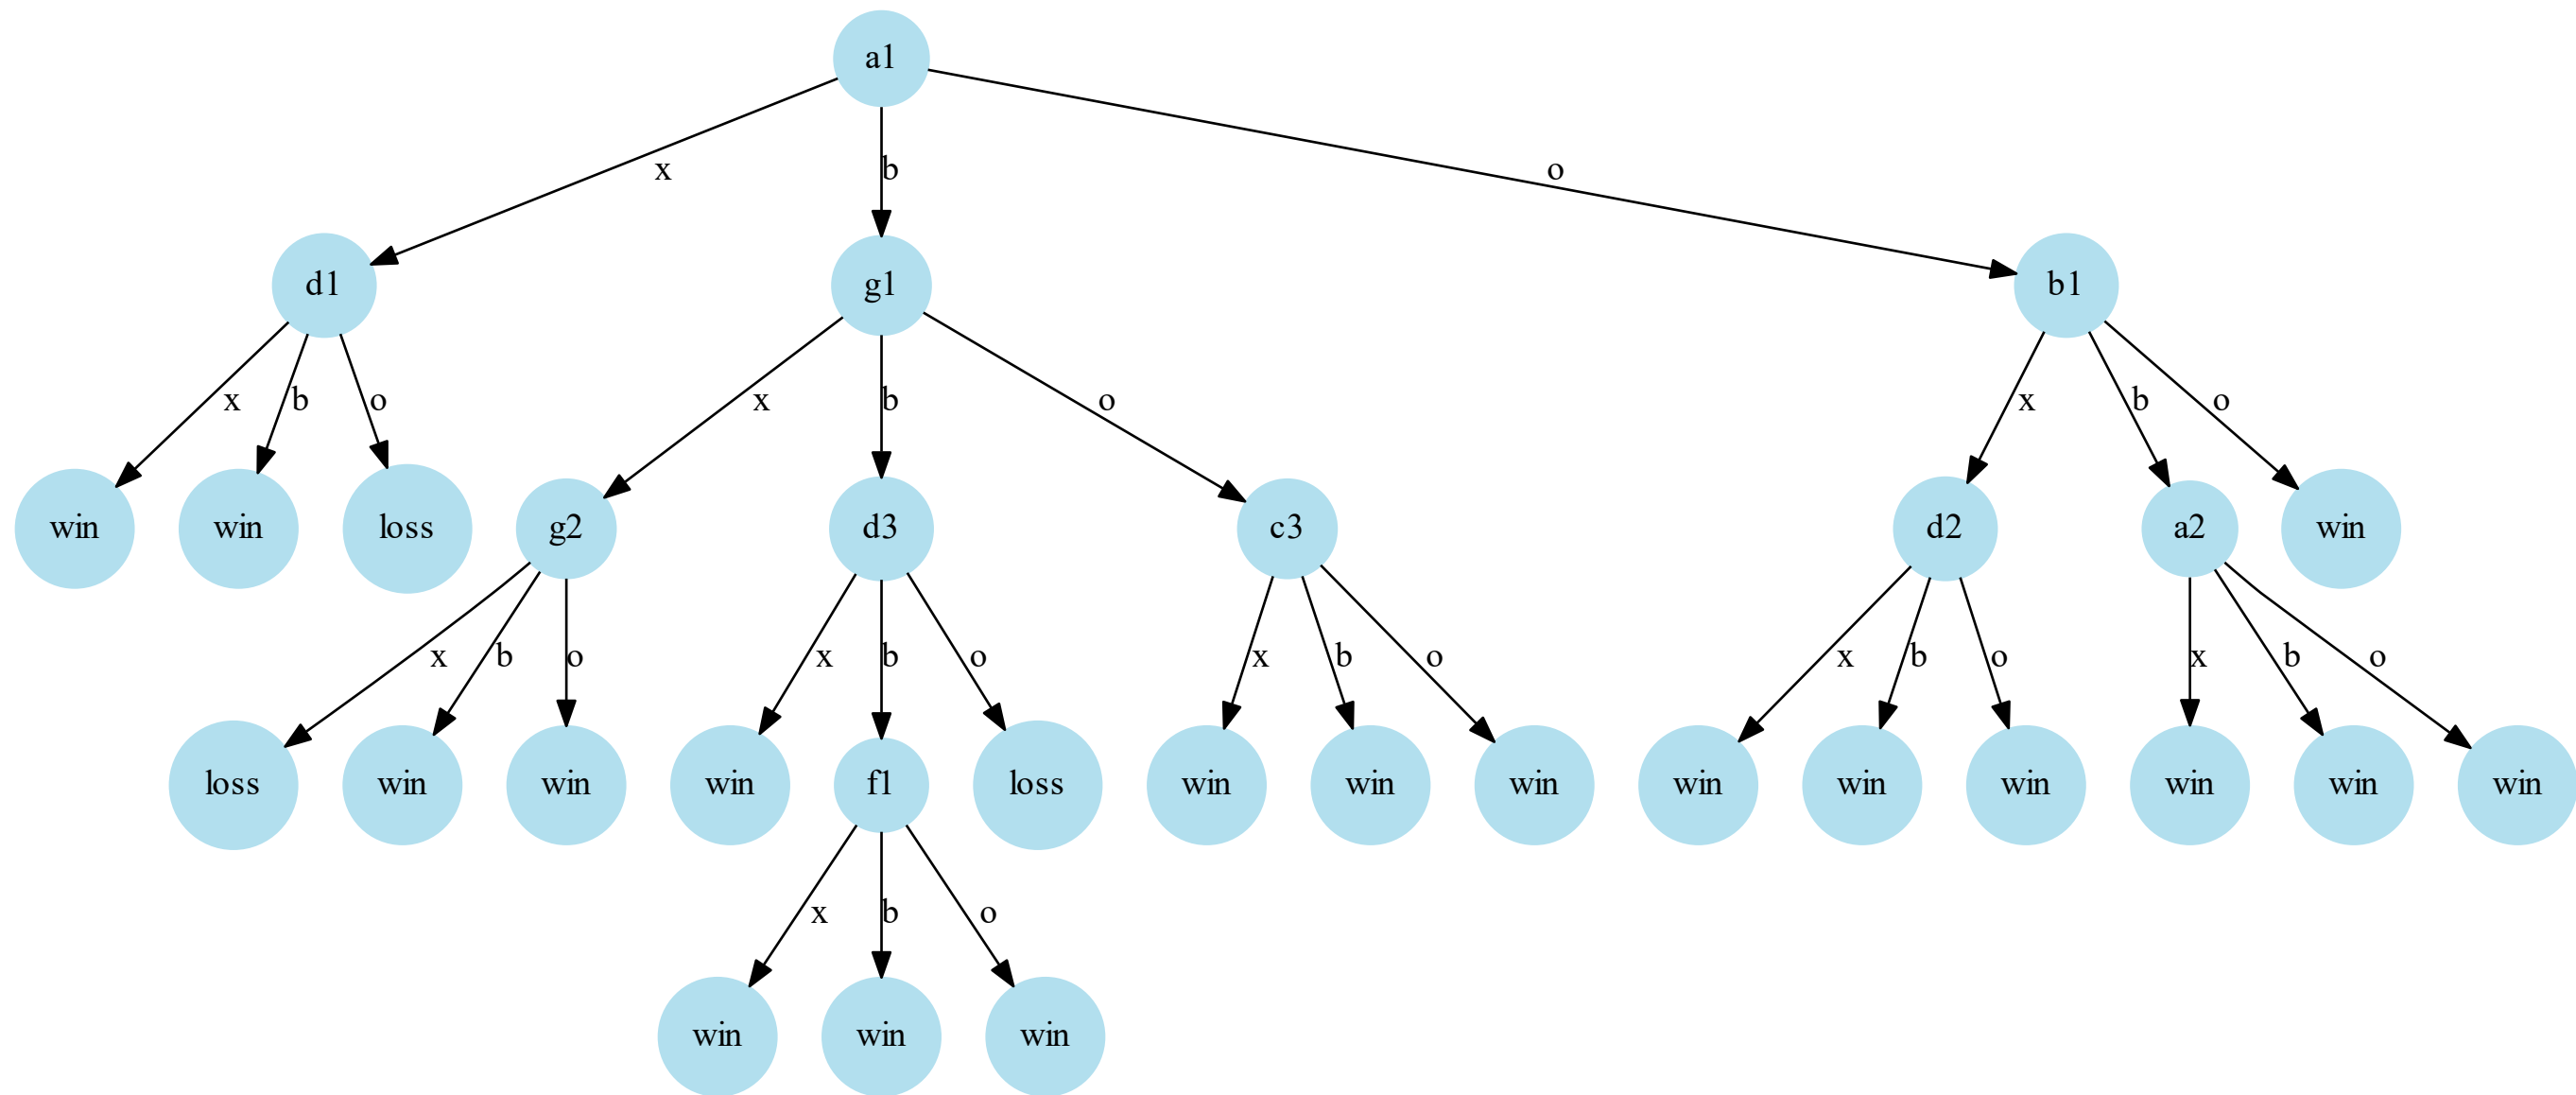 a1
x b o
d1 g1 b1
x b o x b o x b o
win win loss g2 d3 c3 d2 a2 win
x b o x b o x b o x b o x b o
loss win win win f1 loss win win win win win win win win win
x b o
win win win